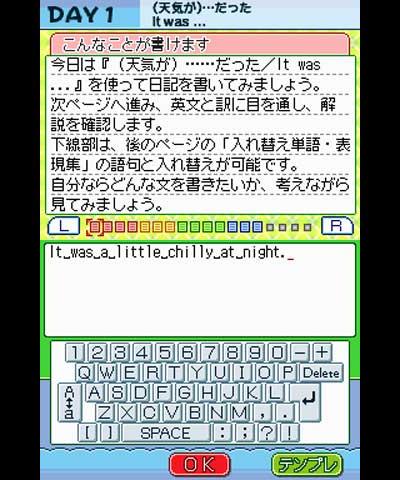 DAY 1
(天気が)…だった
It was ...
こんなことが書けます
今日は『（天気が）……だった／It was
...』を使って日記を書いてみましょう。
次ページへ進み、英文と訳に目を通し、解
説を確認します。
下線部は、後のページの「入れ替え単語・表
現集」の語句と入れ替えが可能です。
自分ならどんな文を書きたいか、考えながら
見てみましょう。
L R
It_was_a_little_chilly_at_night._
1 2 3 4 5 6 7 8 9 0 - +
Q W E R T Y U I O P Delete
A↕a A S D F G H J K L ↵
Z X C V B N M , .
[ ] SPACE : ; ? !
OK テンプレ